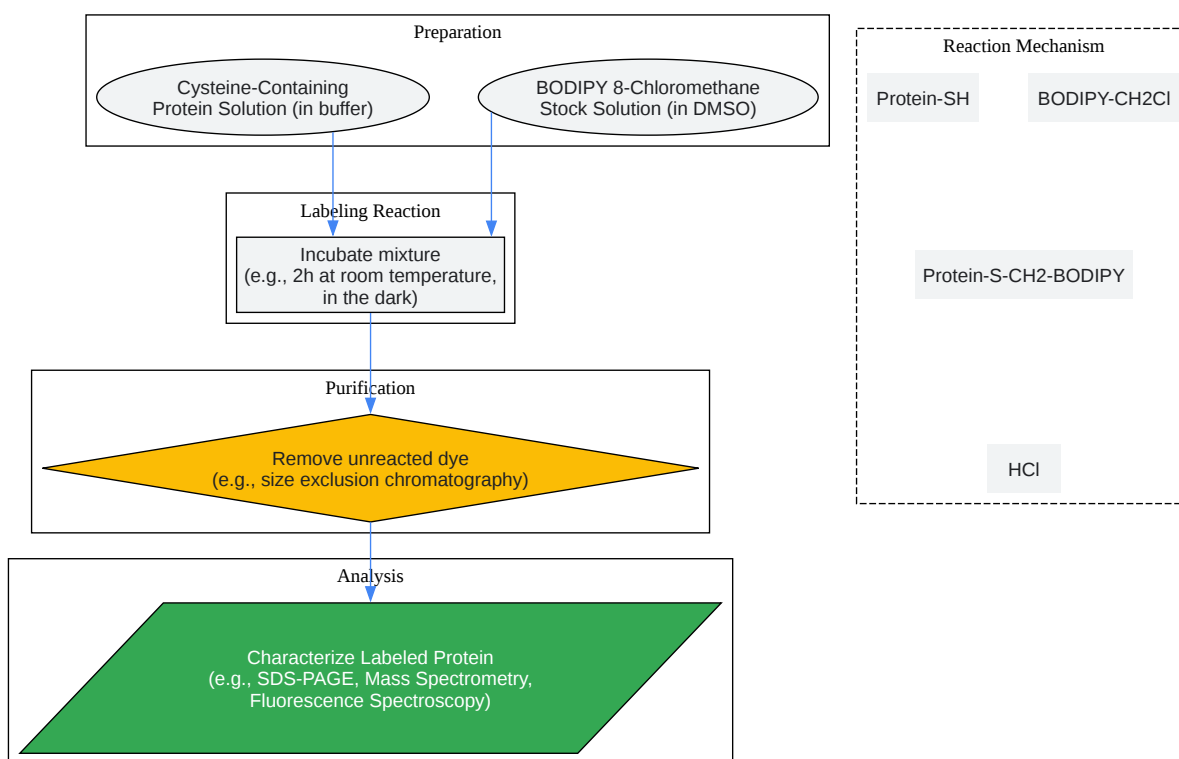 Preparation
Cysteine-Containing
Protein Solution (in buffer)
BODIPY 8-Chloromethane
Stock Solution (in DMSO)
Labeling Reaction
Incubate mixture
(e.g., 2h at room temperature,
in the dark)
Purification
Remove unreacted dye
(e.g., size exclusion chromatography)
Analysis
Characterize Labeled Protein
(e.g., SDS-PAGE, Mass Spectrometry,
Fluorescence Spectroscopy)
Reaction Mechanism
Protein-SH
BODIPY-CH2Cl
Protein-S-CH2-BODIPY
HCl